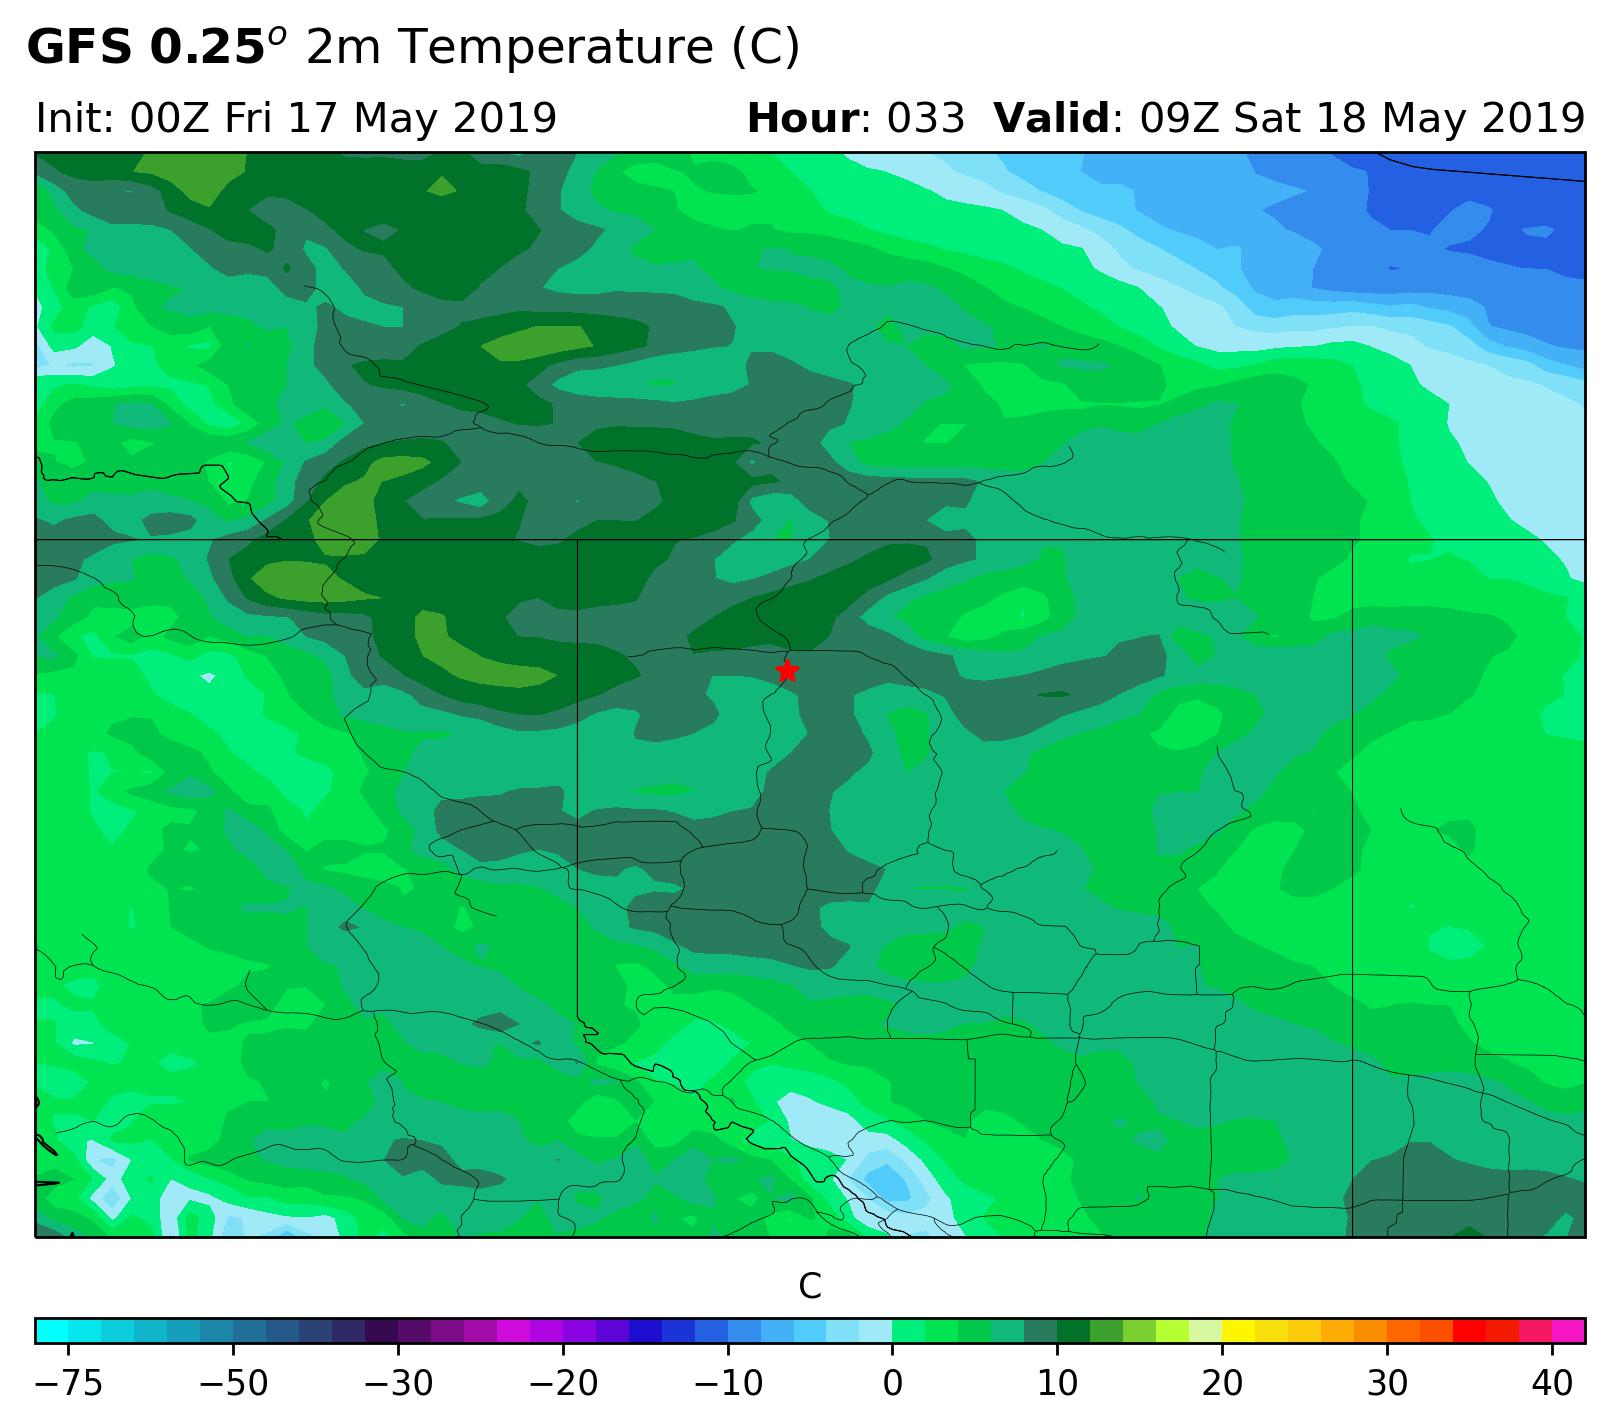 GFS 0.25° 2m Temperature (C)
Init: 00Z Fri 17 May 2019 Hour: 033 Valid: 09Z Sat 18 May 2019
C
−75 −50 −30 −20 −10 0 10 20 30 40